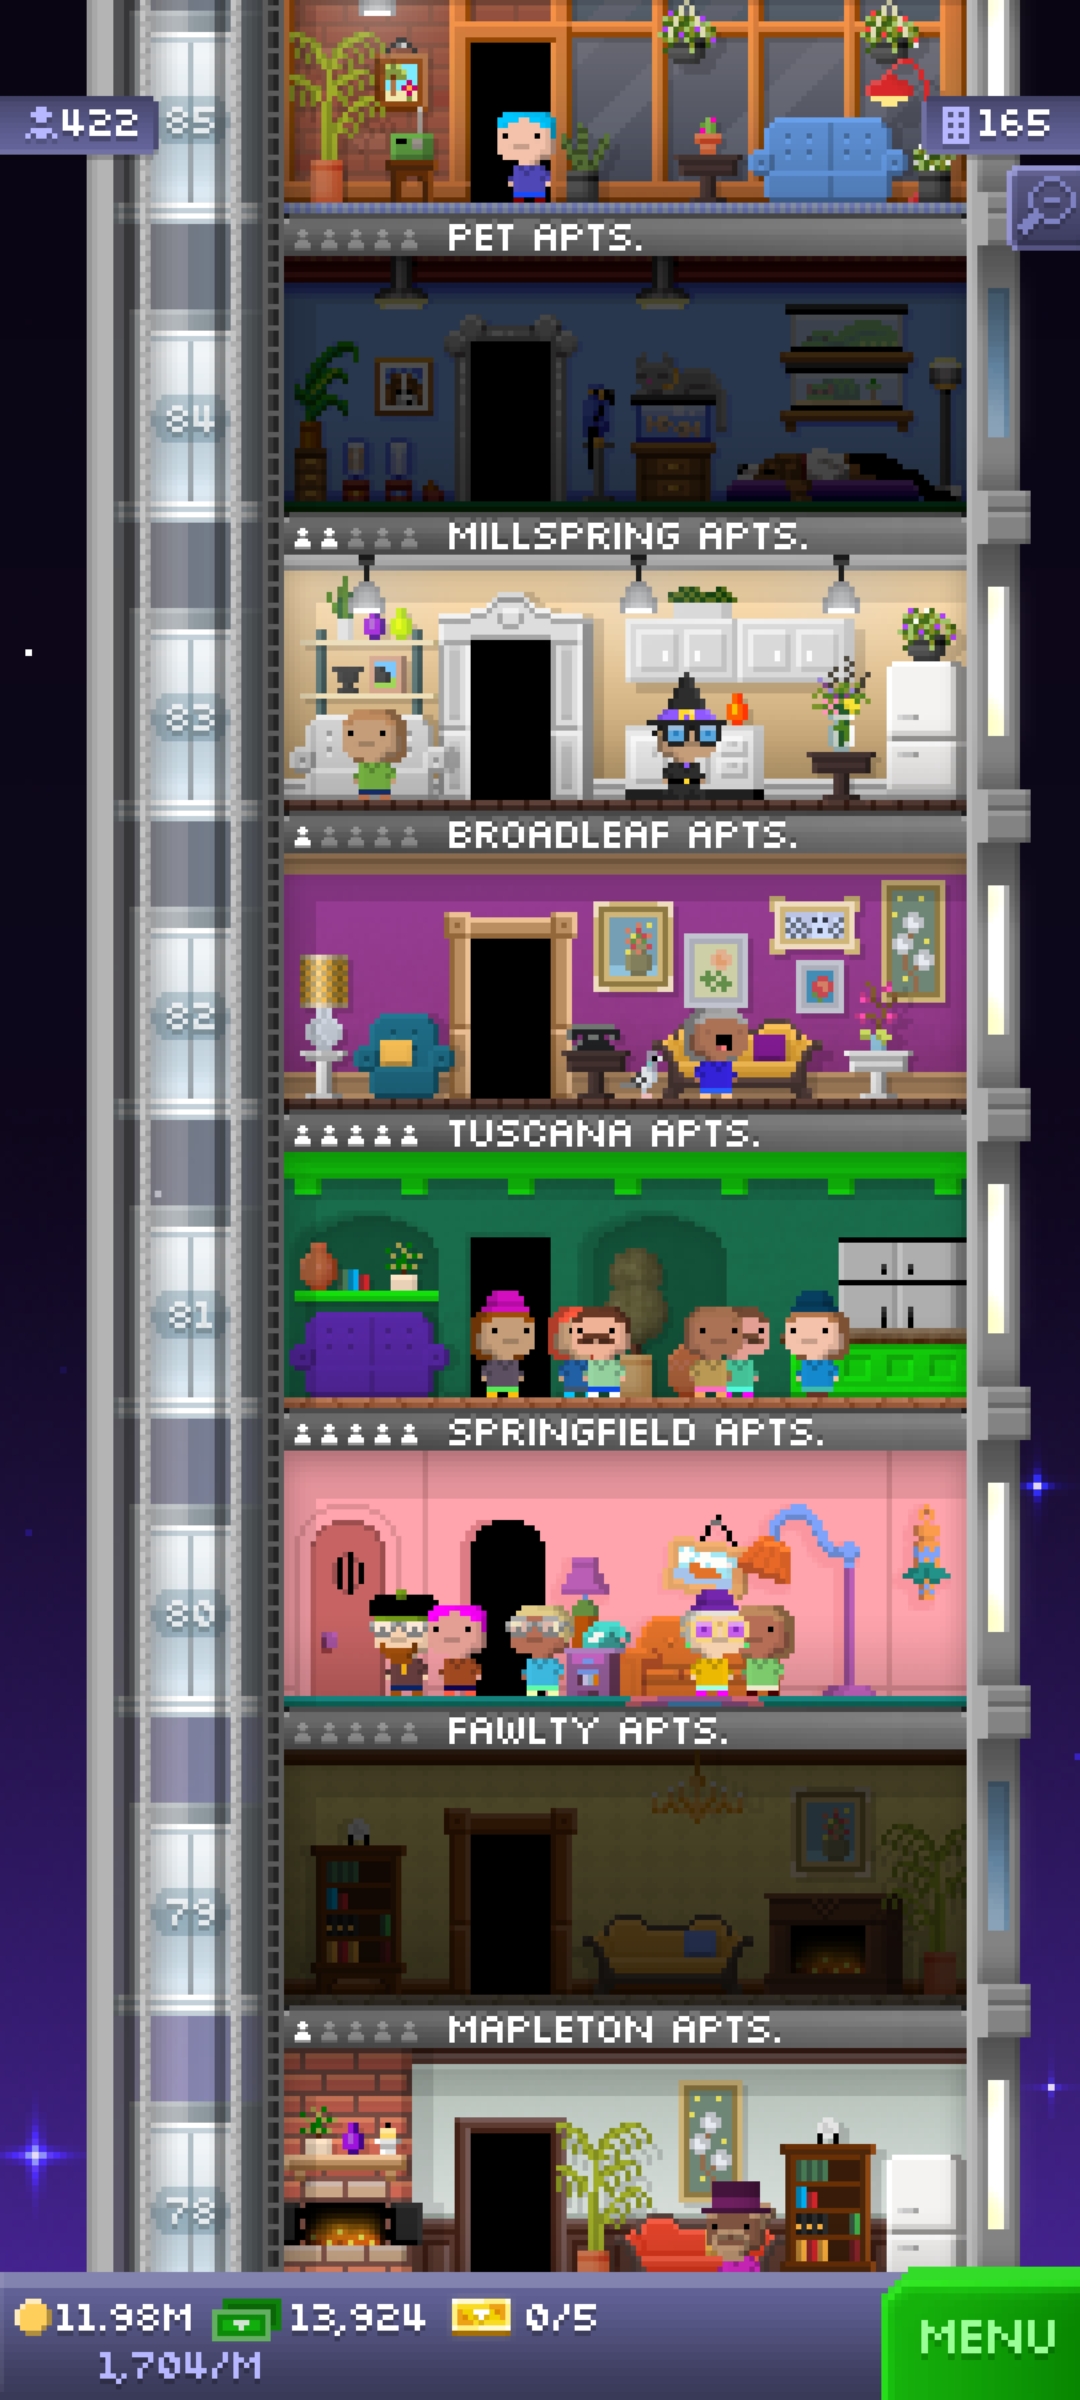 422
85
165
PET APTS.
84
MILLSPRING APTS.
83
BROADLEAF APTS.
82
TUSCANA APTS.
81
SPRINGFIELD APTS.
80
FAWLTY APTS.
79
MAPLETON APTS.
78
11.98M 13,924 0/5
1,704/M
MENU